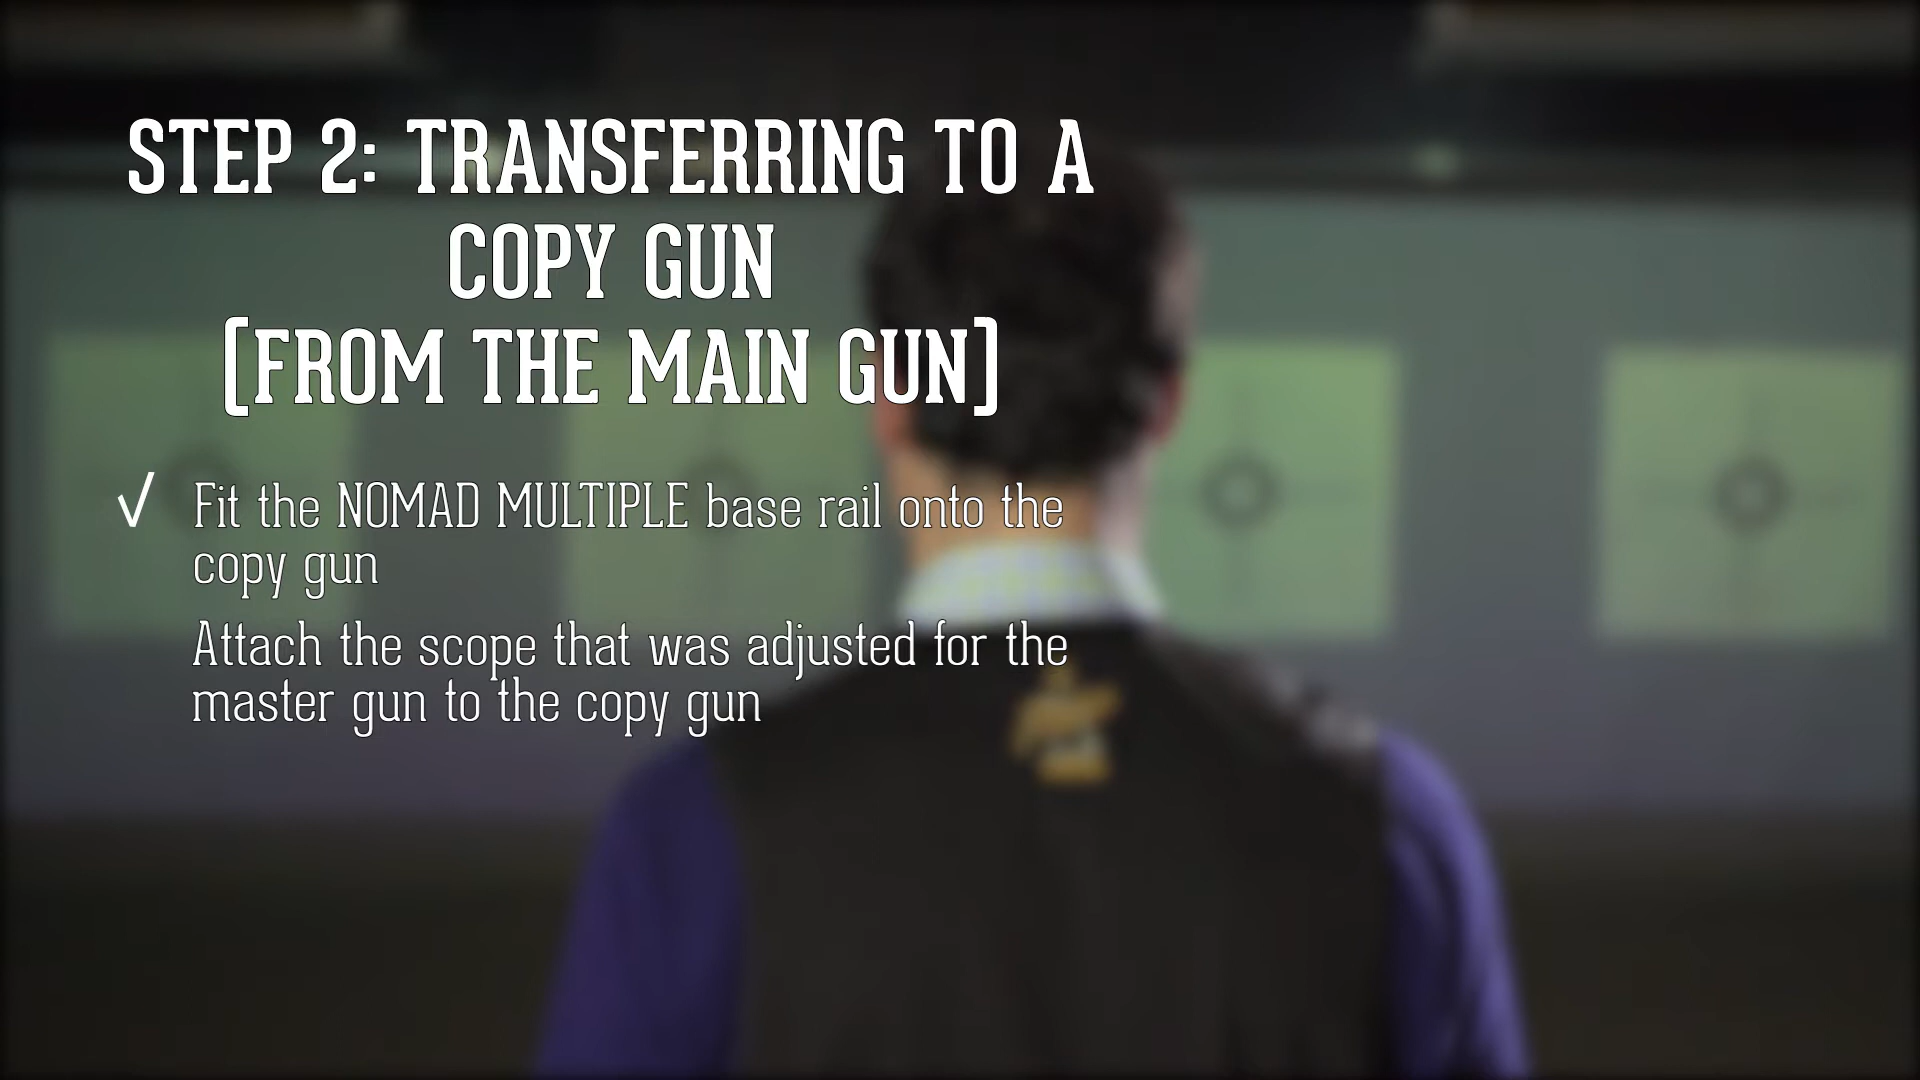 STEP 2: TRANSFERRING TO A
COPY GUN
(FROM THE MAIN GUN)
√ Fit the NOMAD MULTIPLE base rail onto the
copy gun
Attach the scope that was adjusted for the
master gun to the copy gun